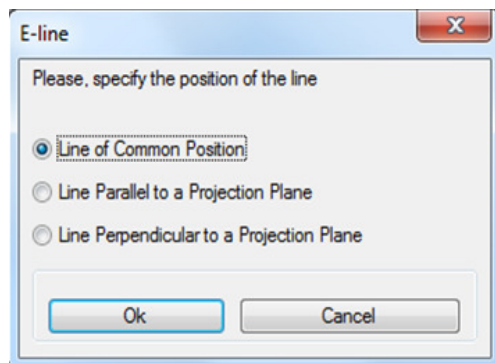 E-line
Please, specify the position of the line
Line of Common Position
Line Parallel to a Projection Plane
Line Perpendicular to a Projection Plane
Ok Cancel